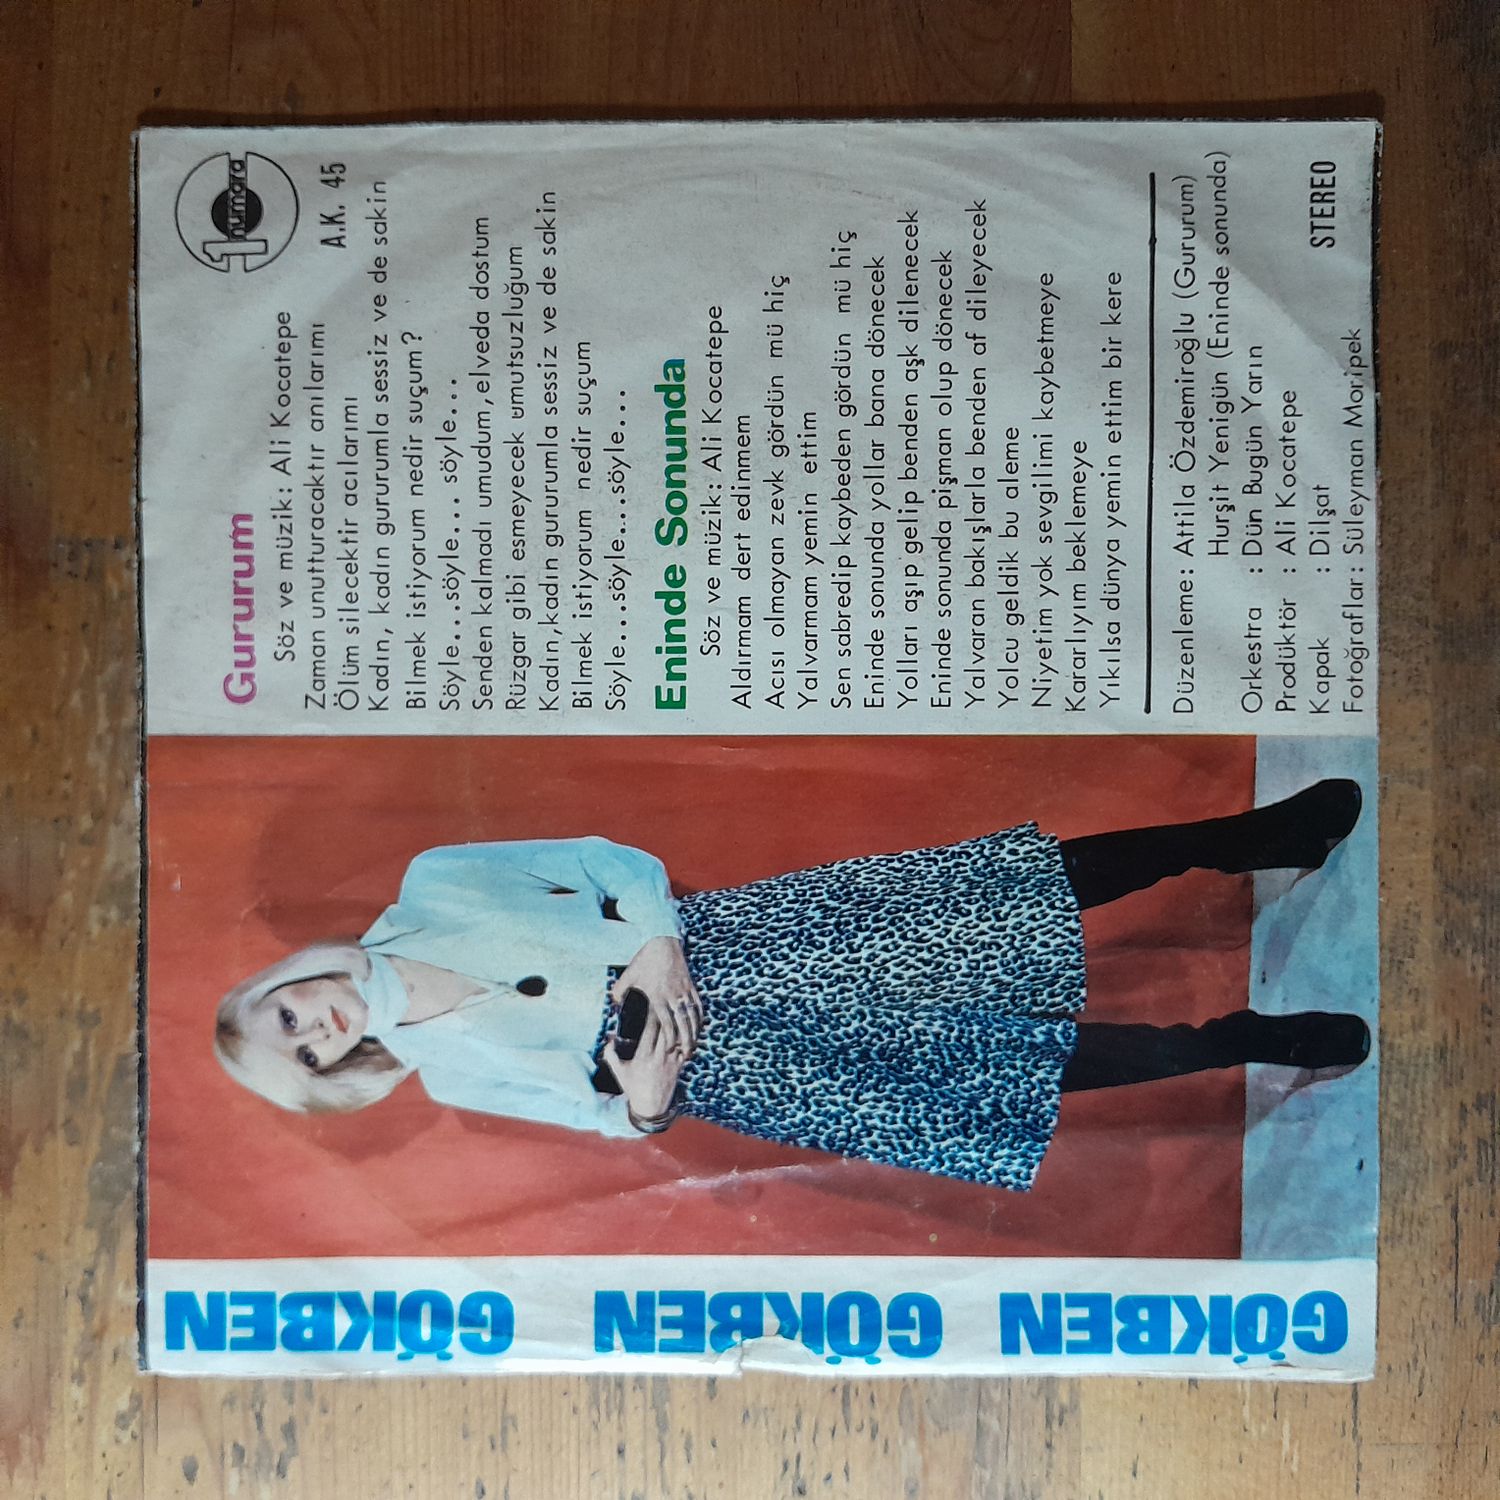 1 numara
A.K. 45
Gururum
Söz ve müzik: Ali Kocatepe
Zaman unutturacaktır anılarımı
Ölüm silecektir acılarımı
Kadın, kadın gururumla sessiz ve de sakin
Bilmek istiyorum nedir suçum?
Söyle...söyle... söyle...
Senden kalmadı umudum,elveda dostum
Rüzgar gibi esmeyecek umutsuzluğum
Kadın,kadın gururumla sessiz ve de sakin
Bilmek istiyorum nedir suçum
Söyle...söyle...söyle...
Eninde Sonunda
Söz ve müzik: Ali Kocatepe
Aldırmam dert edinmem
Acısı olmayan zevk gördün mü hiç
Yalvarmam yemin ettim
Sen sabredip kaybeden gördün mü hiç
Eninde sonunda yollar bana dönecek
Yolları aşıp gelip benden aşk dilenecek
Eninde sonunda pişman olup dönecek
Yalvaran bakışlarla benden af dileyecek
Yolcu geldik bu aleme
Niyetim yok sevgilimi kaybetmeye
Kararlıyım beklemeye
Yıkılsa dünya yemin ettim bir kere
Düzenleme: Attila Özdemiroğlu (Gururum)
Hurşit Yenigün (Eninde sonunda)
Orkestra : Dün Bugün Yarın
Prodüktör : Ali Kocatepe
Kapak : Dilşat
Fotoğraflar: Süleyman Moripek
STEREO
GÖKBEN
GÖKBEN
GÖKBEN